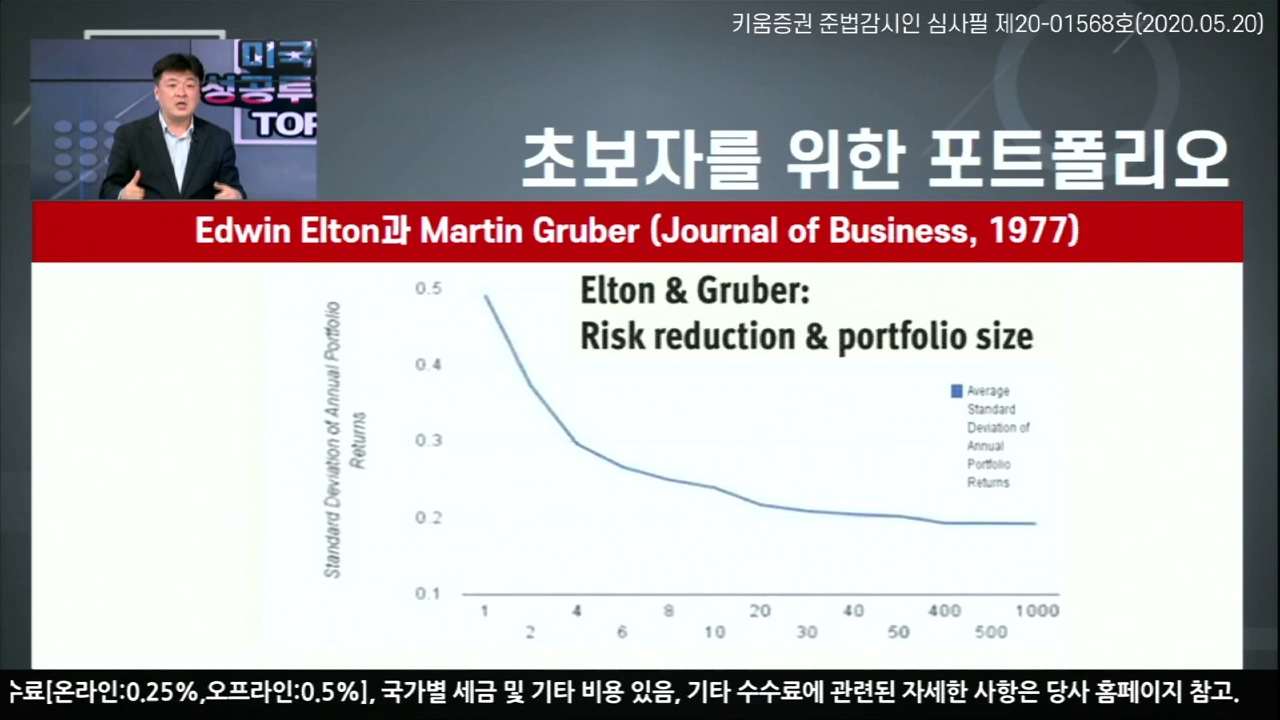 키움증권 준법감시인 심사필 제20-01568호(2020.05.20)
미국
성공투
TOP
초보자를 위한 포트폴리오
Edwin Elton과 Martin Gruber (Journal of Business, 1977)
Elton & Gruber:
Risk reduction & portfolio size
Standard Deviation of Annual Portfolio
Returns
0.5
0.4
0.3
0.2
0.1
Average
Standard
Deviation of
Annual
Portfolio
Returns
1 4 8 20 40 400 1000
2 6 10 30 50 500
수료[온라인:0.25%,오프라인:0.5%], 국가별 세금 및 기타 비용 있음, 기타 수수료에 관련된 자세한 사항은 당사 홈페이지 참고.